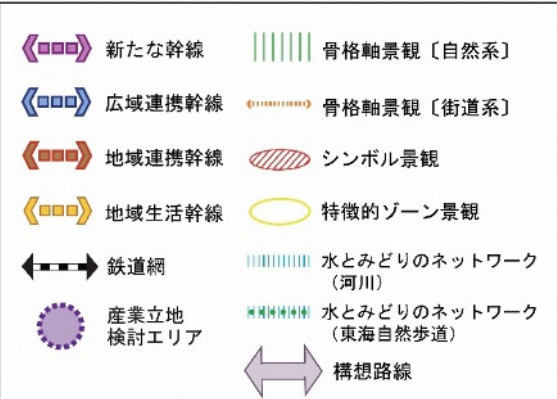 新たな幹線
広域連携幹線
地域連携幹線
地域生活幹線
鉄道網
産業立地
検討エリア
骨格軸景観〔自然系〕
骨格軸景観〔街道系〕
シンボル景観
特徴的ゾーン景観
水とみどりのネットワーク
（河川）
水とみどりのネットワーク
（東海自然歩道）
構想路線